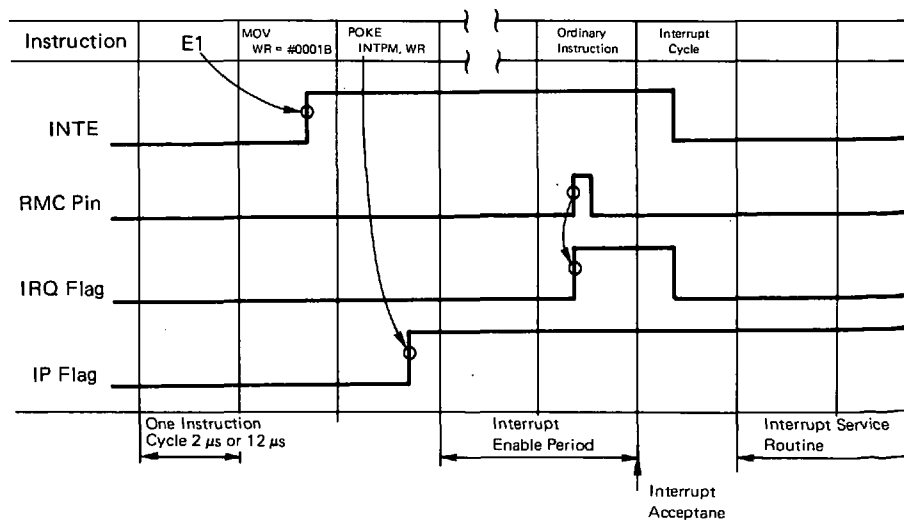 Instruction
E1
MOV
WR = #0001B
POKE
INTPM, WR
Ordinary
Instruction
Interrupt
Cycle
INTE
RMC Pin
IRQ Flag
IP Flag
One Instruction
Cycle 2 μs or 12 μs
Interrupt
Enable Period
Interrupt Service
Routine
Interrupt
Acceptane